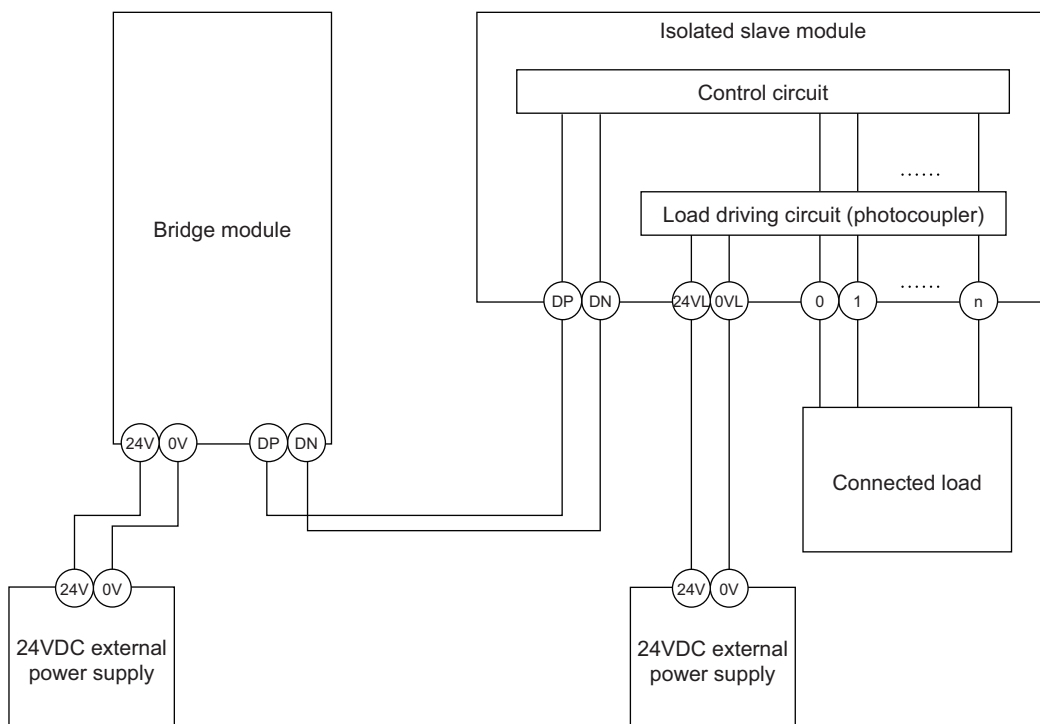 Isolated slave module
Control circuit
......
Load driving circuit (photocoupler)
Bridge module
DP DN 24VL 0VL 0 1 ...... n
24V 0V DP DN
Connected load
24V 0V
24VDC external
power supply
24V 0V
24VDC external
power supply